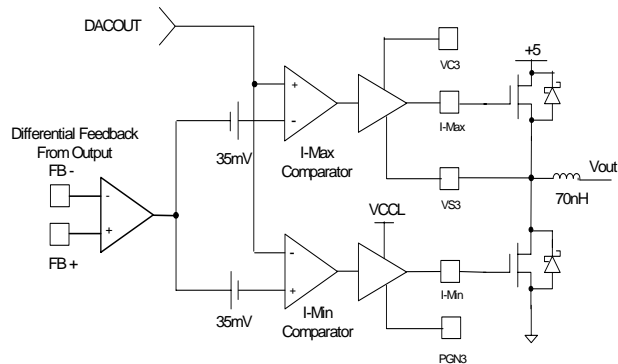 DACOUT
VC3
+5
+
-
35mV
I-Max
Comparator
I-Max
Differential Feedback
From Output
FB -
-
+
FB +
VS3
Vout
70nH
VCCL
-
+
35mV
I-Min
Comparator
I-Min
PGN3